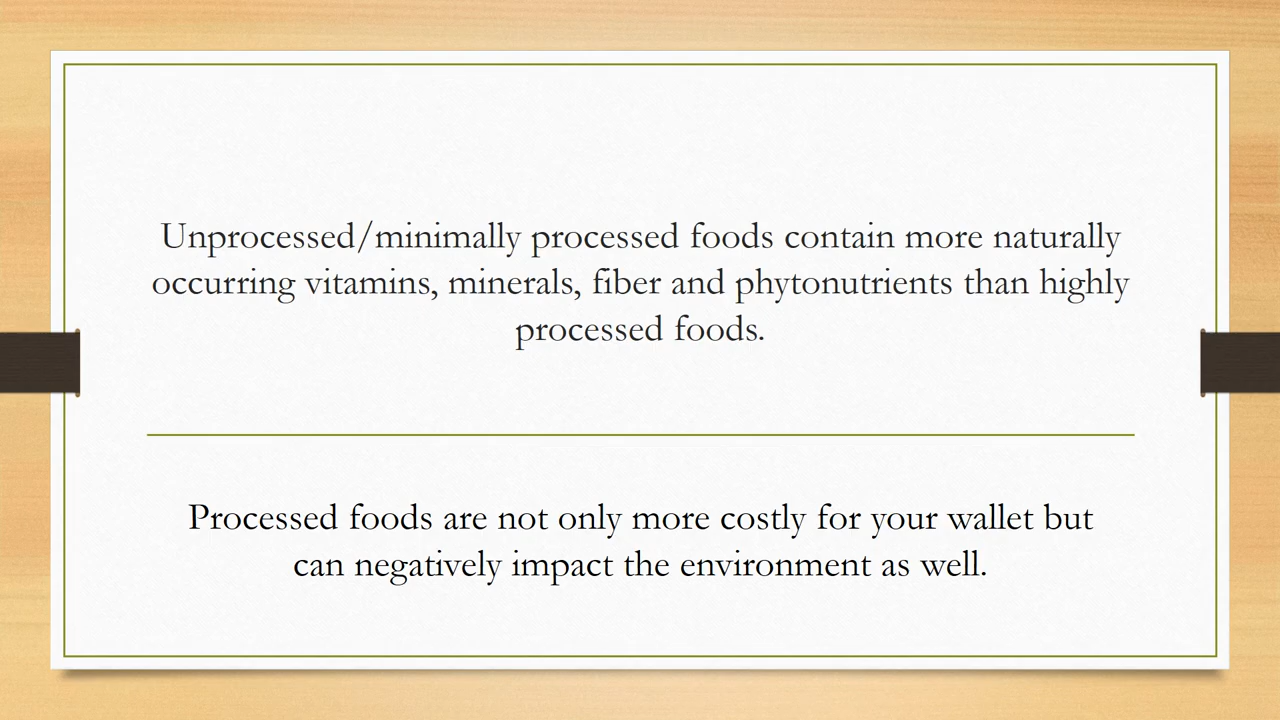 Unprocessed/minimally processed foods contain more naturally
occurring vitamins, minerals, fiber and phytonutrients than highly
processed foods.
Processed foods are not only more costly for your wallet but
can negatively impact the environment as well.